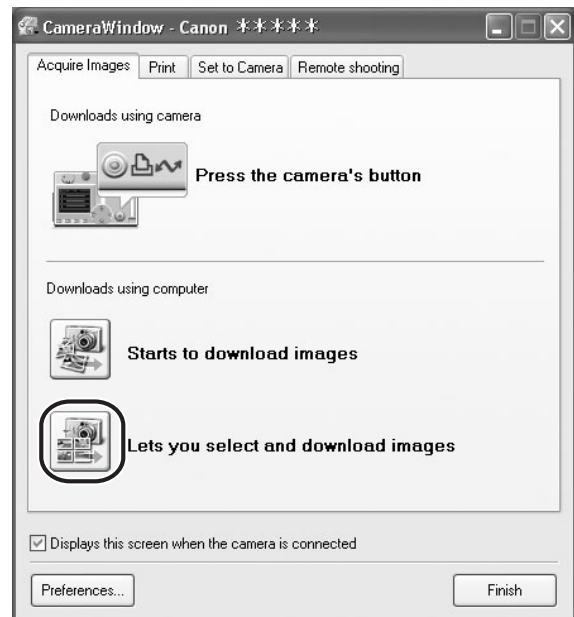 CameraWindow - Canon *****
Acquire Images Print Set to Camera Remote shooting
Downloads using camera
Press the camera's button
Downloads using computer
Starts to download images
Lets you select and download images
Displays this screen when the camera is connected
Preferences... Finish